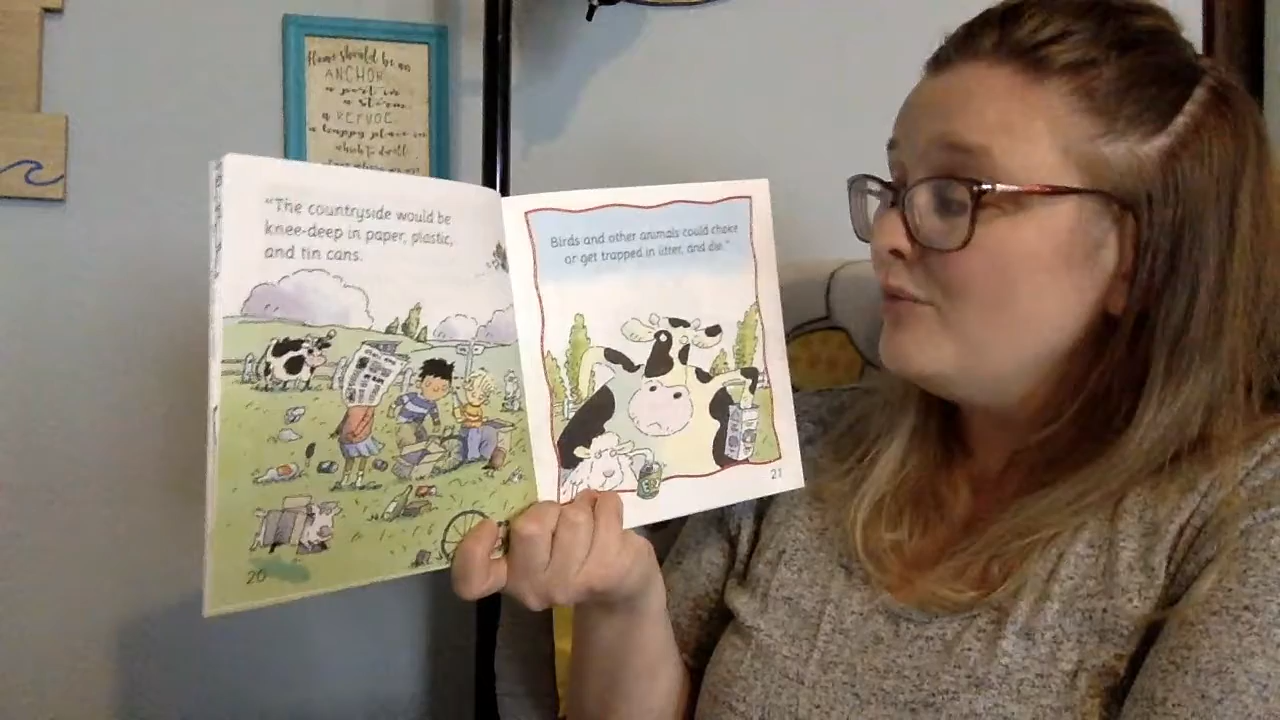 Home should be an
ANCHOR
a port in
a storm
a REFUGE
a happy place in
which to dwell
"The countryside would be
knee-deep in paper, plastic,
and tin cans.
20
Birds and other animals could choke
or get trapped in litter, and die."
21